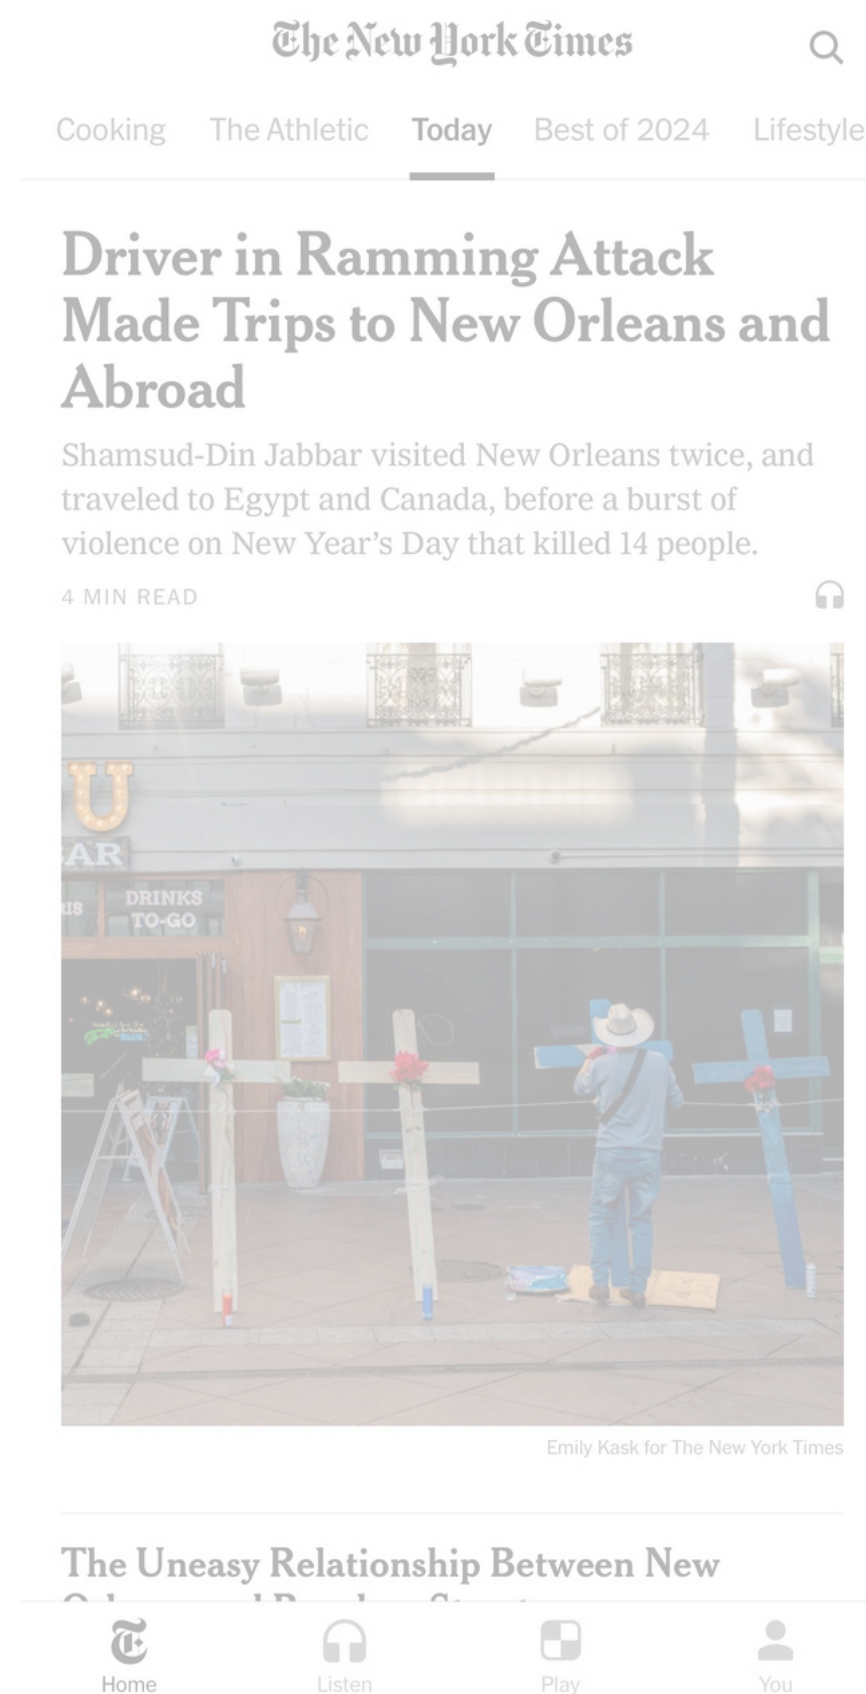 The New York Times
Cooking The Athletic Today Best of 2024 Lifestyle
Driver in Ramming Attack
Made Trips to New Orleans and
Abroad
Shamsud-Din Jabbar visited New Orleans twice, and
traveled to Egypt and Canada, before a burst of
violence on New Year’s Day that killed 14 people.
4 MIN READ
U
AR
RIS
DRINKS
TO-GO
Emily Kask for The New York Times
The Uneasy Relationship Between New
Home Listen Play You